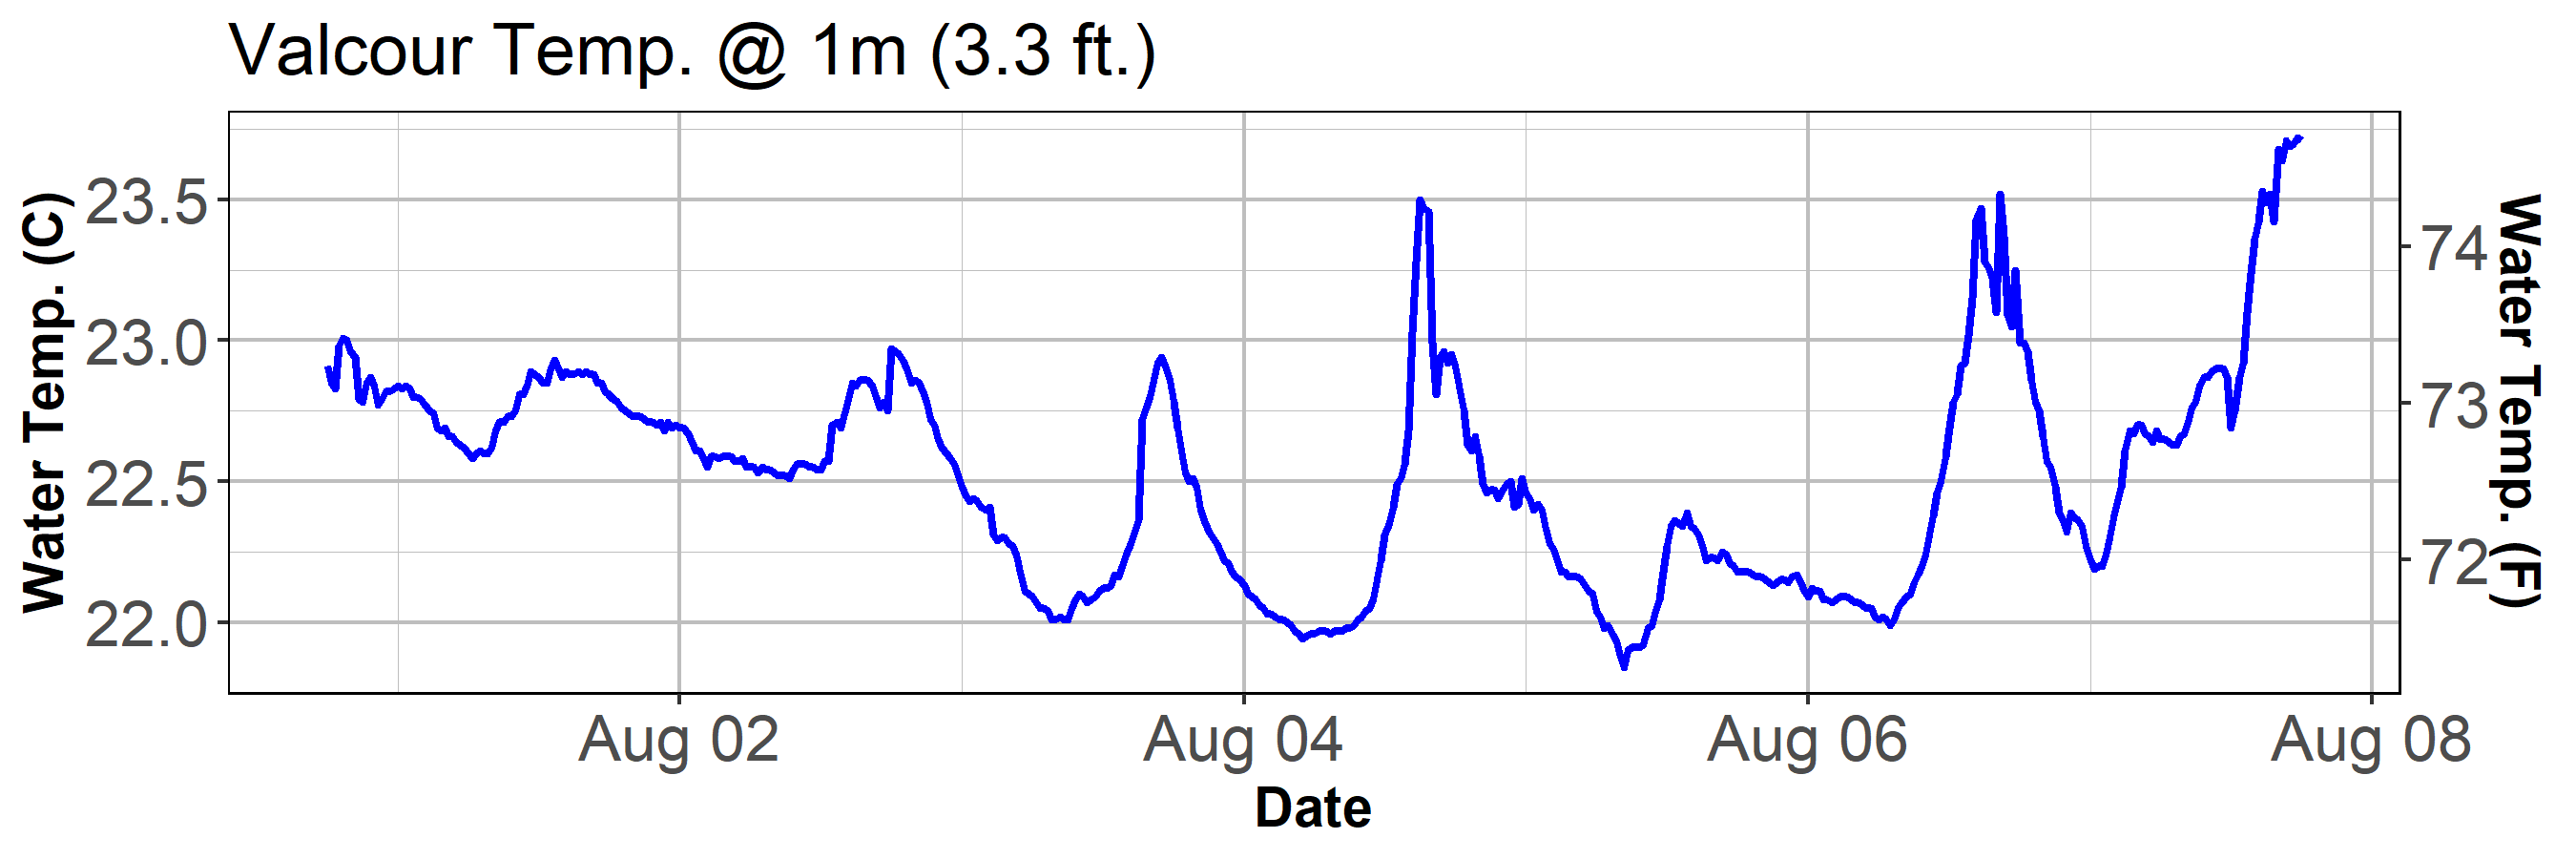 Valcour Temp. @ 1m (3.3 ft.)
Water Temp. (C)
23.5
23.0
22.5
22.0
74
73
72
Water Temp. (F)
Aug 02
Aug 04
Aug 06
Aug 08
Date